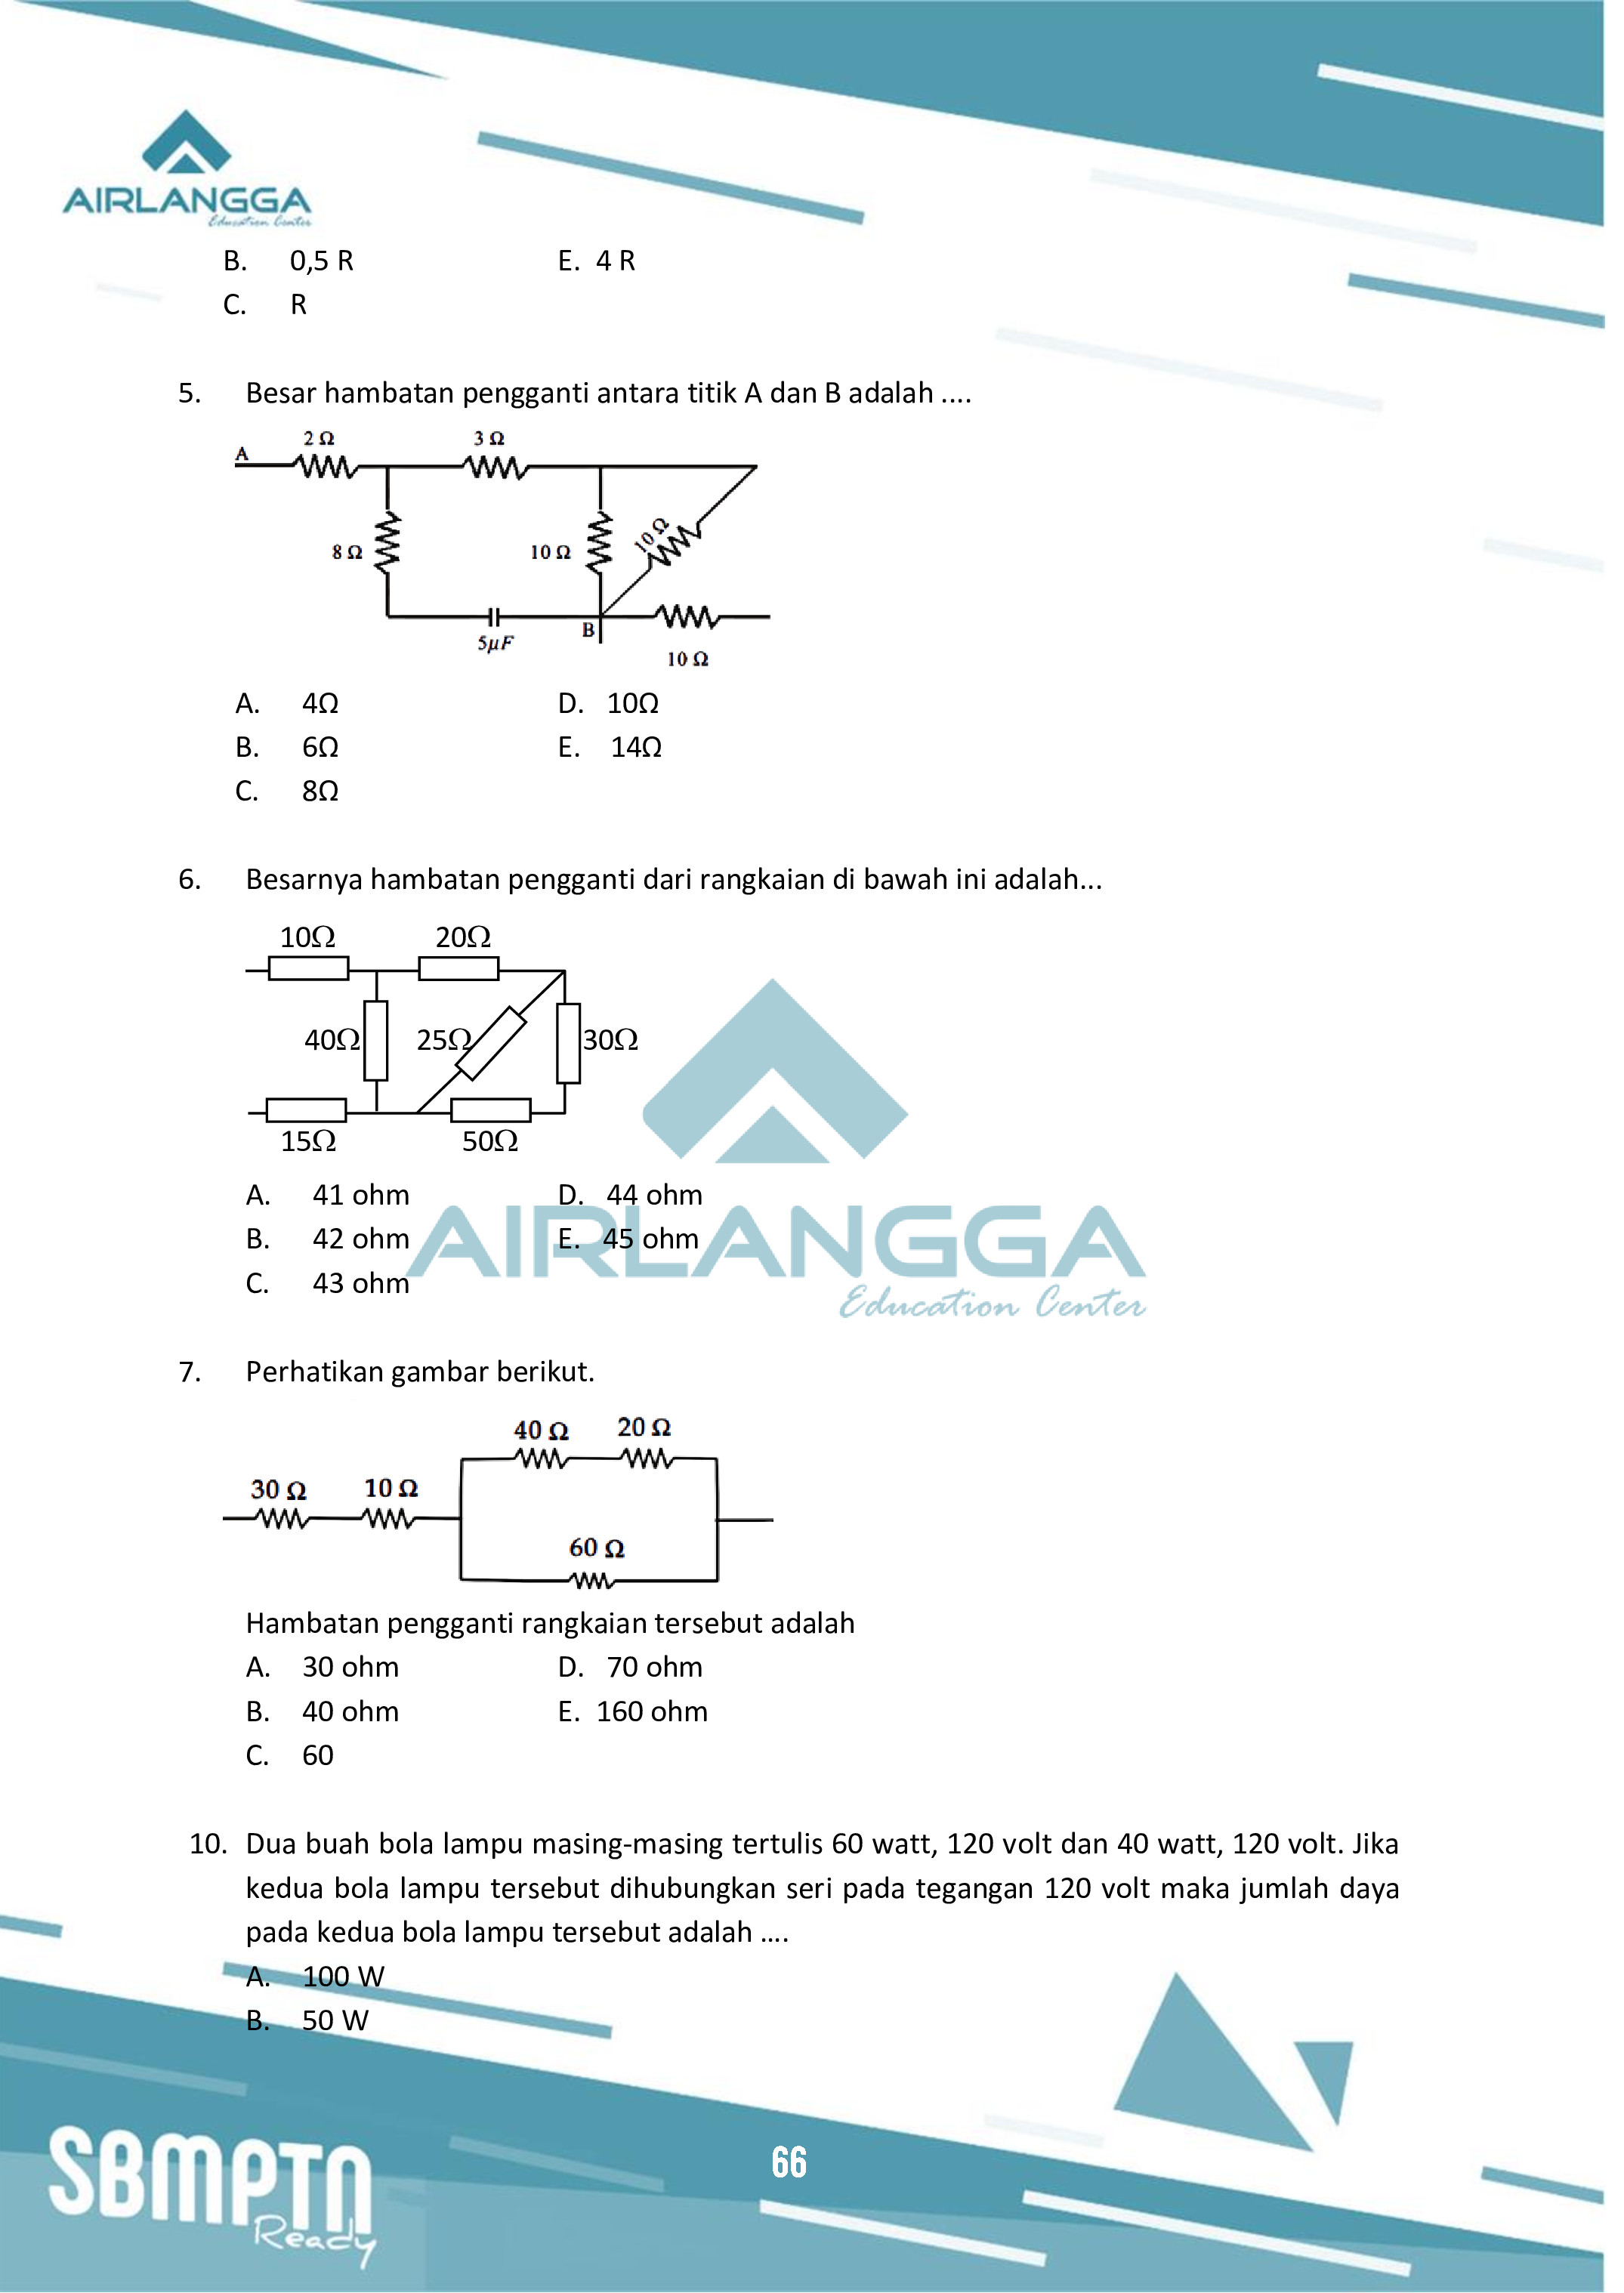 AIRLANGGA
Education Center
B. 0,5 R E. 4 R
C. R
5. Besar hambatan pengganti antara titik A dan B adalah ....
2 Ω 3 Ω
A
8 Ω 10 Ω 10 Ω
B
5μF
10 Ω
A. 4Ω D. 10Ω
B. 6Ω E. 14Ω
C. 8Ω
6. Besarnya hambatan pengganti dari rangkaian di bawah ini adalah...
10Ω 20Ω
40Ω 25Ω 30Ω
15Ω 50Ω
A. 41 ohm D. 44 ohm
B. 42 ohm E. 45 ohm
C. 43 ohm
AIRLANGGA
Education Center
7. Perhatikan gambar berikut.
40 Ω 20 Ω
30 Ω 10 Ω
60 Ω
Hambatan pengganti rangkaian tersebut adalah
A. 30 ohm D. 70 ohm
B. 40 ohm E. 160 ohm
C. 60
10. Dua buah bola lampu masing-masing tertulis 60 watt, 120 volt dan 40 watt, 120 volt. Jika
kedua bola lampu tersebut dihubungkan seri pada tegangan 120 volt maka jumlah daya
pada kedua bola lampu tersebut adalah ....
A. 100 W
B. 50 W
SBMPTN
Ready
66